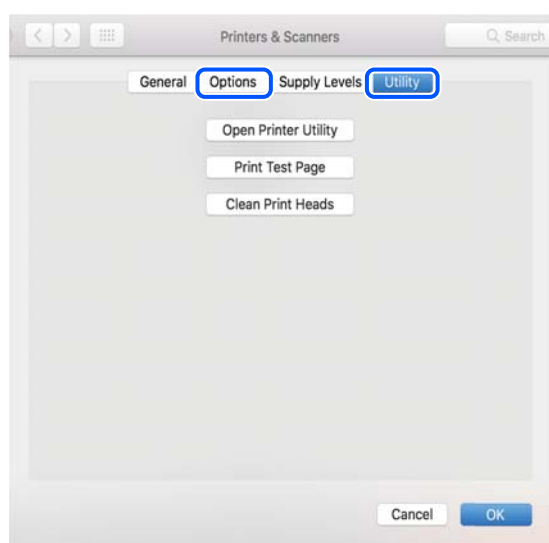 Printers & Scanners
Search
General Options Supply Levels Utility
Open Printer Utility
Print Test Page
Clean Print Heads
Cancel OK